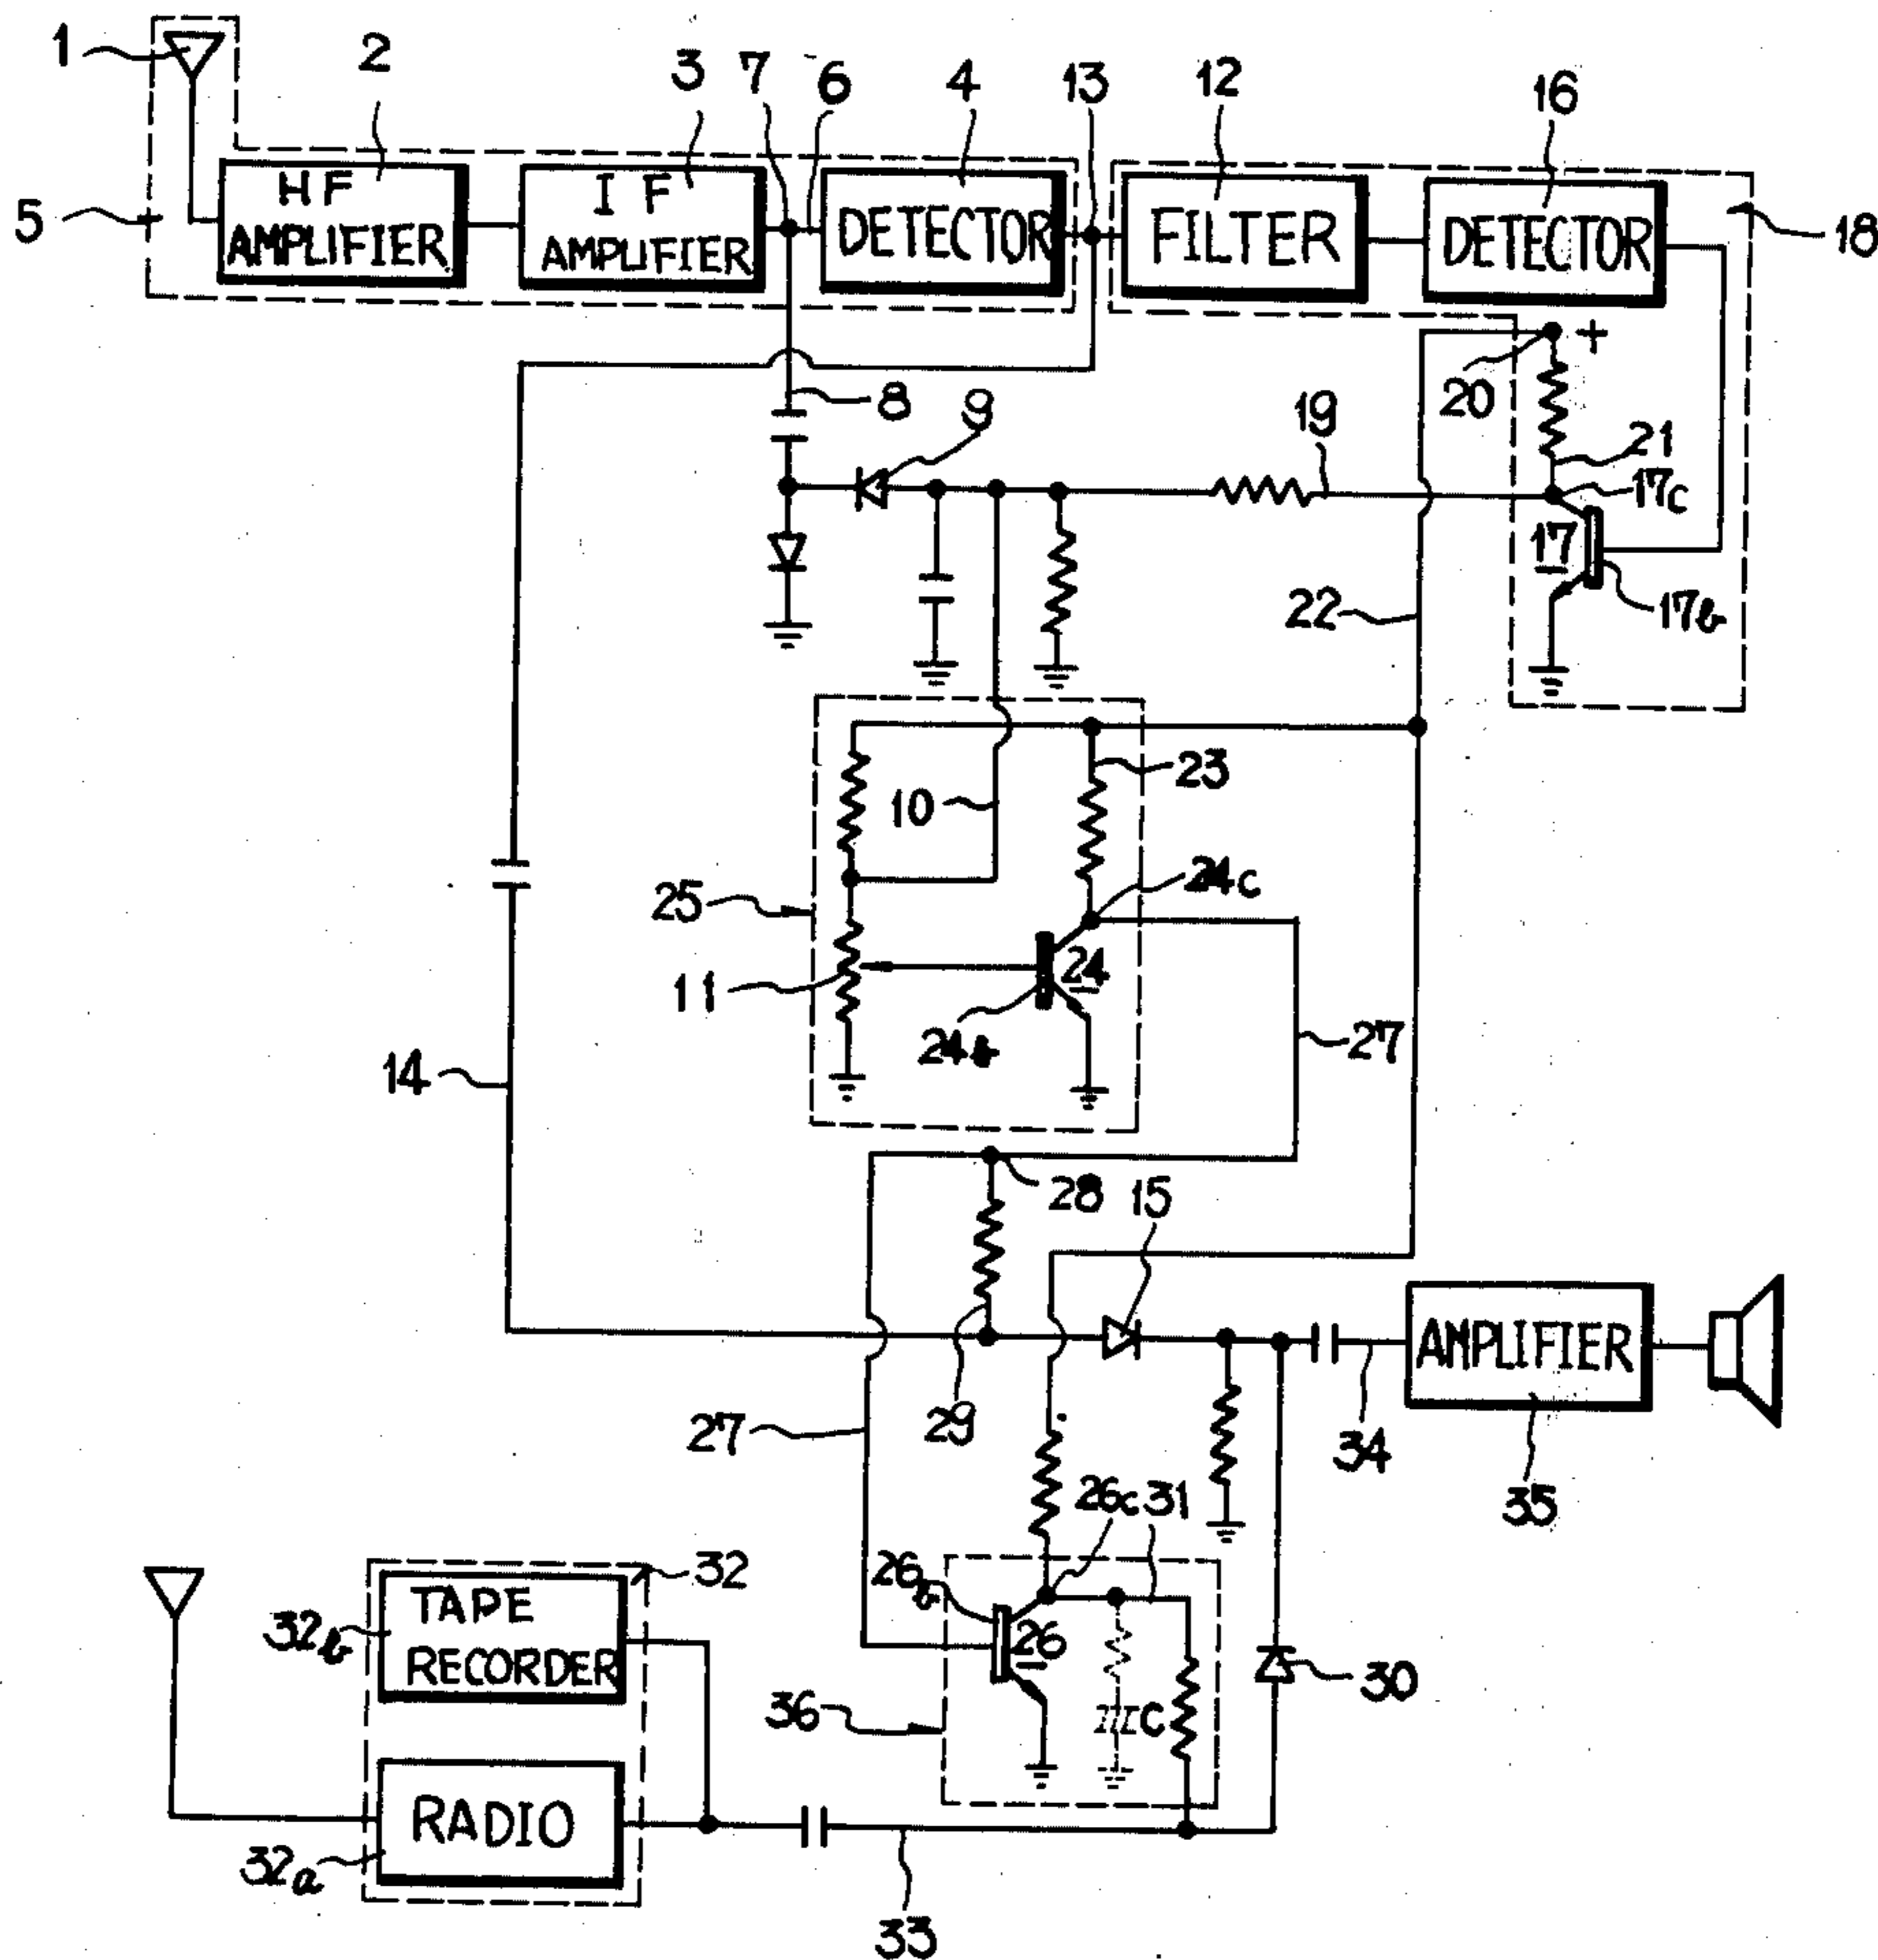 1
2
3
7
6
4
13
12
16
5
HF
AMPLIFIER
IF
AMPLIFIER
DETECTOR
FILTER
DETECTOR
18
+
20
8
9
19
21
17c
17
17b
22
23
10
25
24c
24
11
24b
27
14
28
15
AMPLIFIER
29
27
34
35
26c
31
32
TAPE
RECORDER
32b
26b
26
30
36
C
RADIO
32a
33